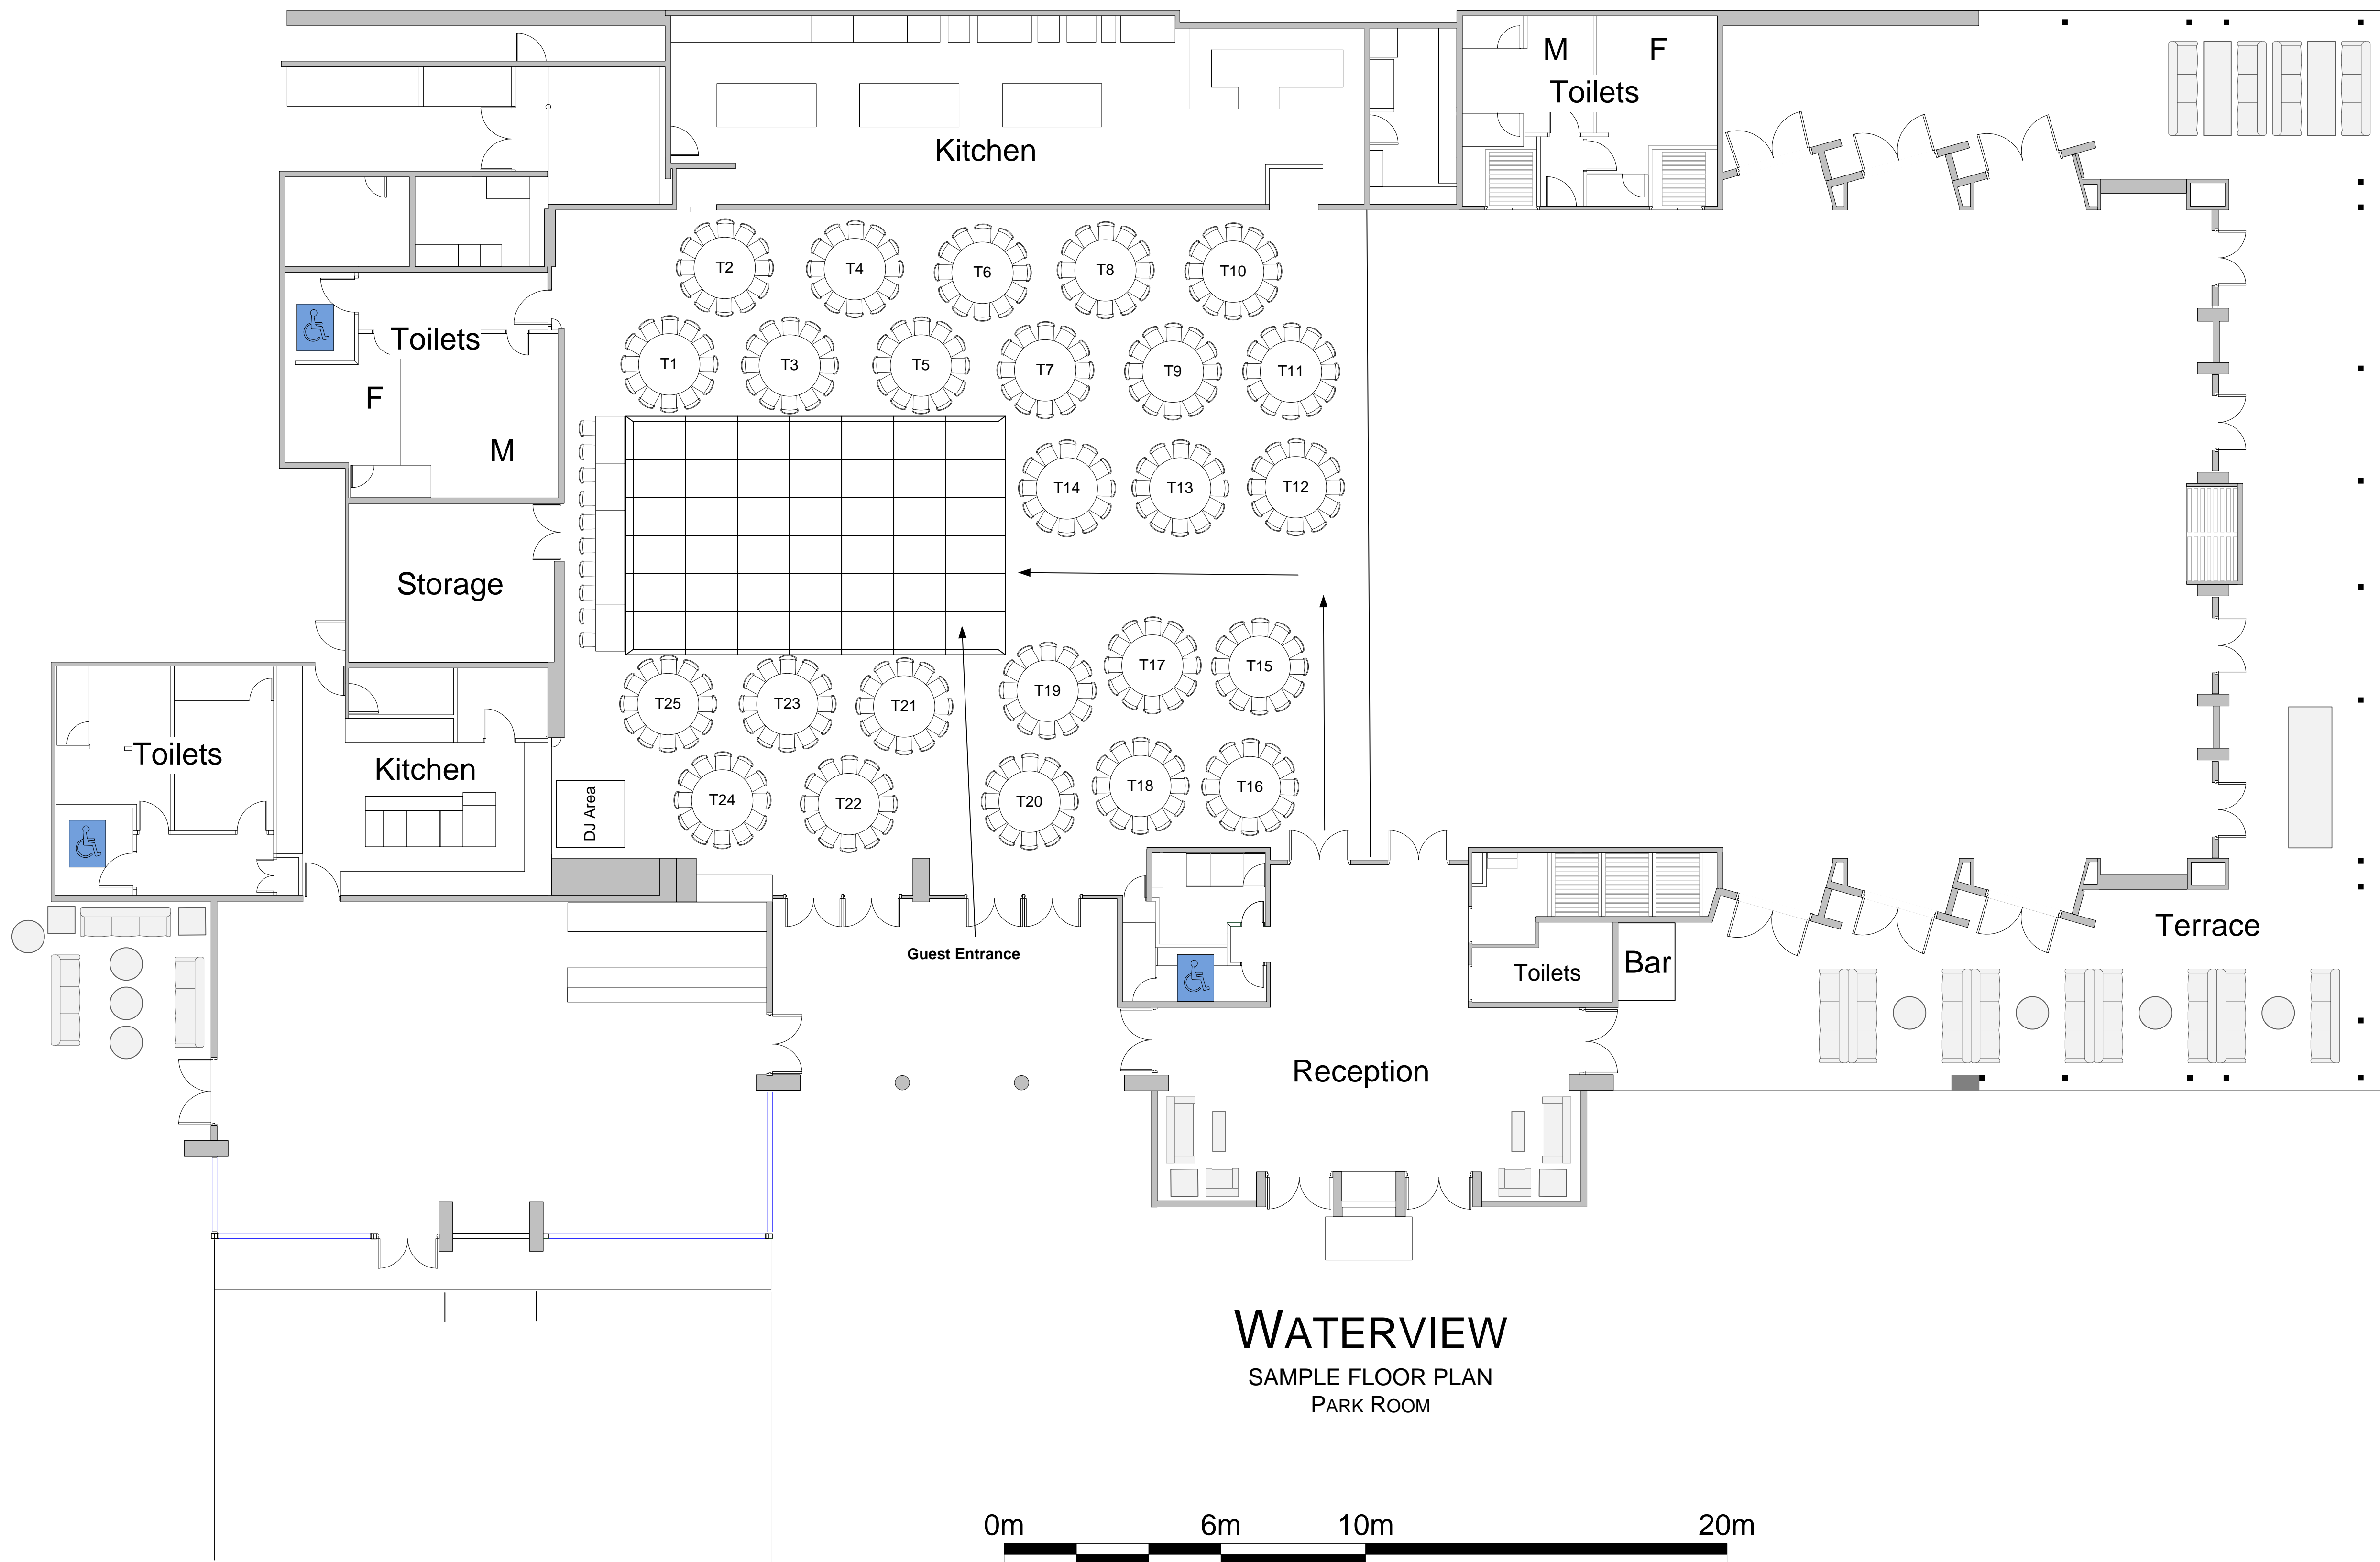 M F
Toilets
Kitchen
T2 T4 T6 T8 T10
Toilets
T1 T3 T5 T7 T9 T11
F
M
T14 T13 T12
Storage
T17 T15
T19
T25 T23 T21
Toilets
Kitchen
T18 T16
T24 T22 T20
DJ Area
Terrace
Guest Entrance
Toilets
Bar
Reception
WATERVIEW
SAMPLE FLOOR PLAN
PARK ROOM
0m 6m 10m 20m